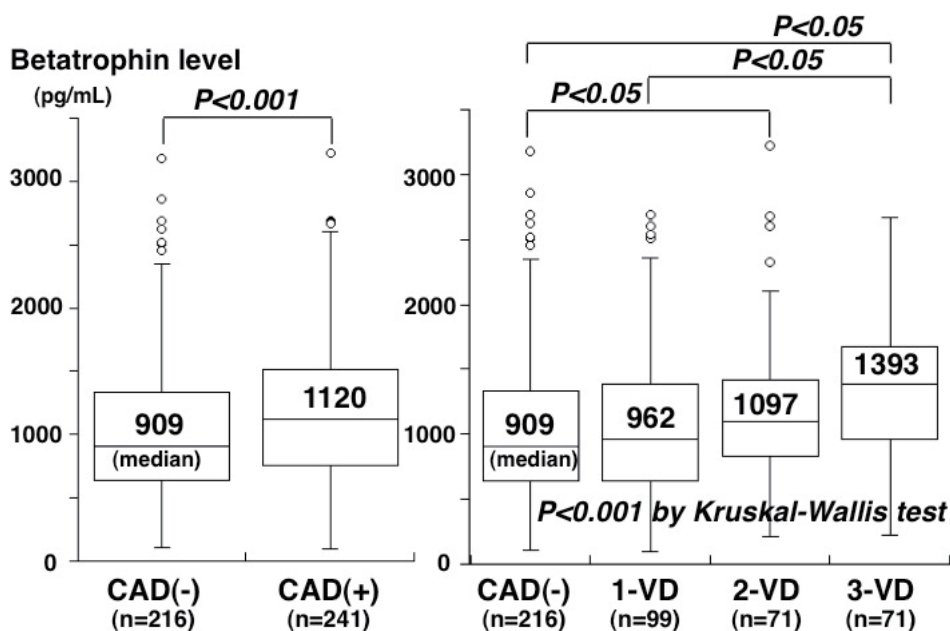 Betatrophin level
(pg/mL)
P<0.001
3000
2000
1000
0
909
(median)
1120
CAD(-)
(n=216)
CAD(+)
(n=241)
P<0.05
P<0.05
P<0.05
3000
2000
1000
0
909
(median)
962
1097
1393
P<0.001 by Kruskal-Wallis test
CAD(-)
(n=216)
1-VD
(n=99)
2-VD
(n=71)
3-VD
(n=71)